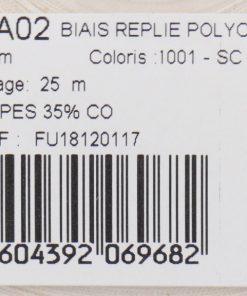 A02 BIAIS REPLIE POLYC
m Coloris :1001 - SC
age: 25 m
PES 35% CO
F : FU18120117
604392 069682